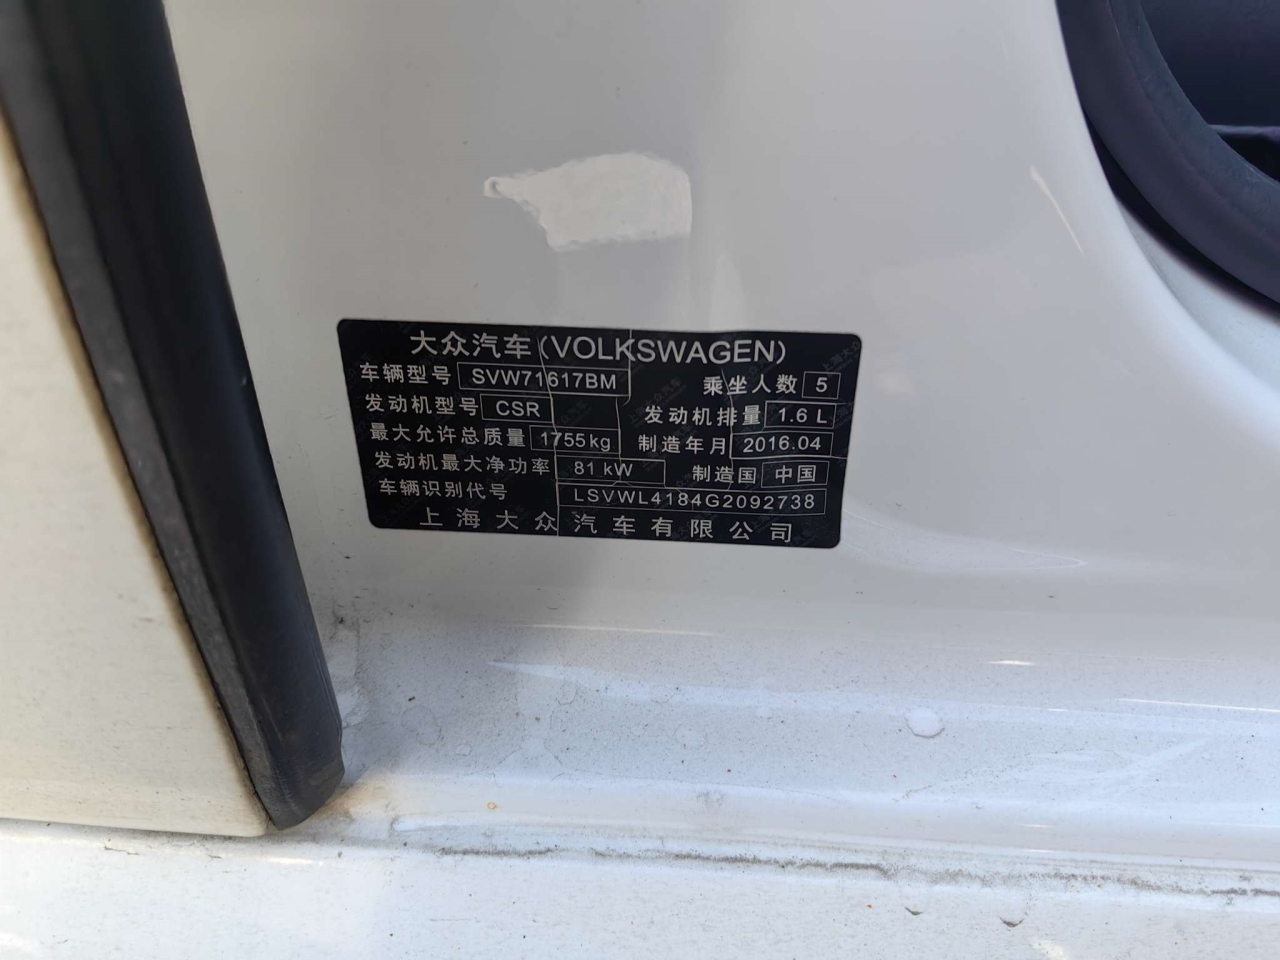 大众汽车(VOLKSWAGEN)
车辆型号 SVW71617BM 乘坐人数 5
发动机型号 CSR 发动机排量 1.6 L
最大允许总质量 1755kg 制造年月 2016.04
发动机最大净功率 81 kW 制造国 中国
车辆识别代号 LSVWL4184G2092738
上海大众汽车有限公司